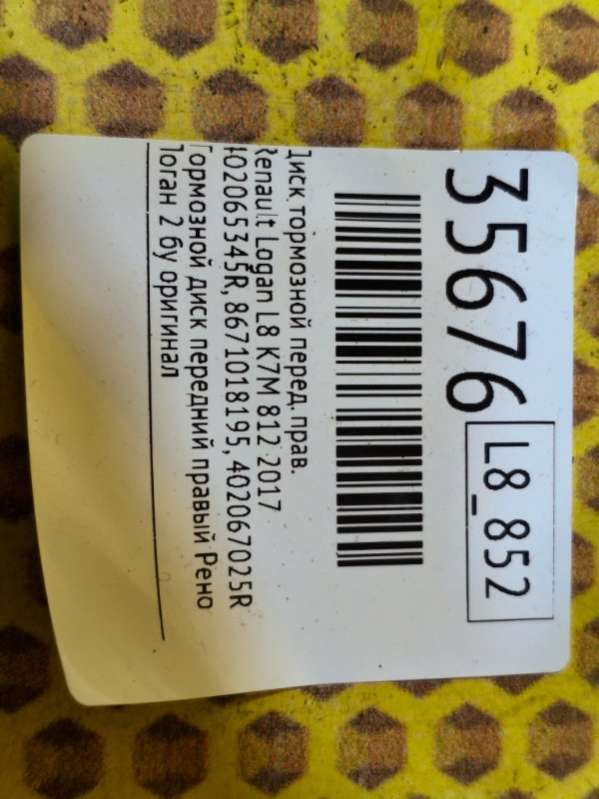 35676
L8_852
Диск тормозной перед. прав.
Renault Logan L8 K7M 812 2017
402065345R, 8671018195, 402067025R
Тормозной диск передний правый Рено
Логан 2 бу оригинал